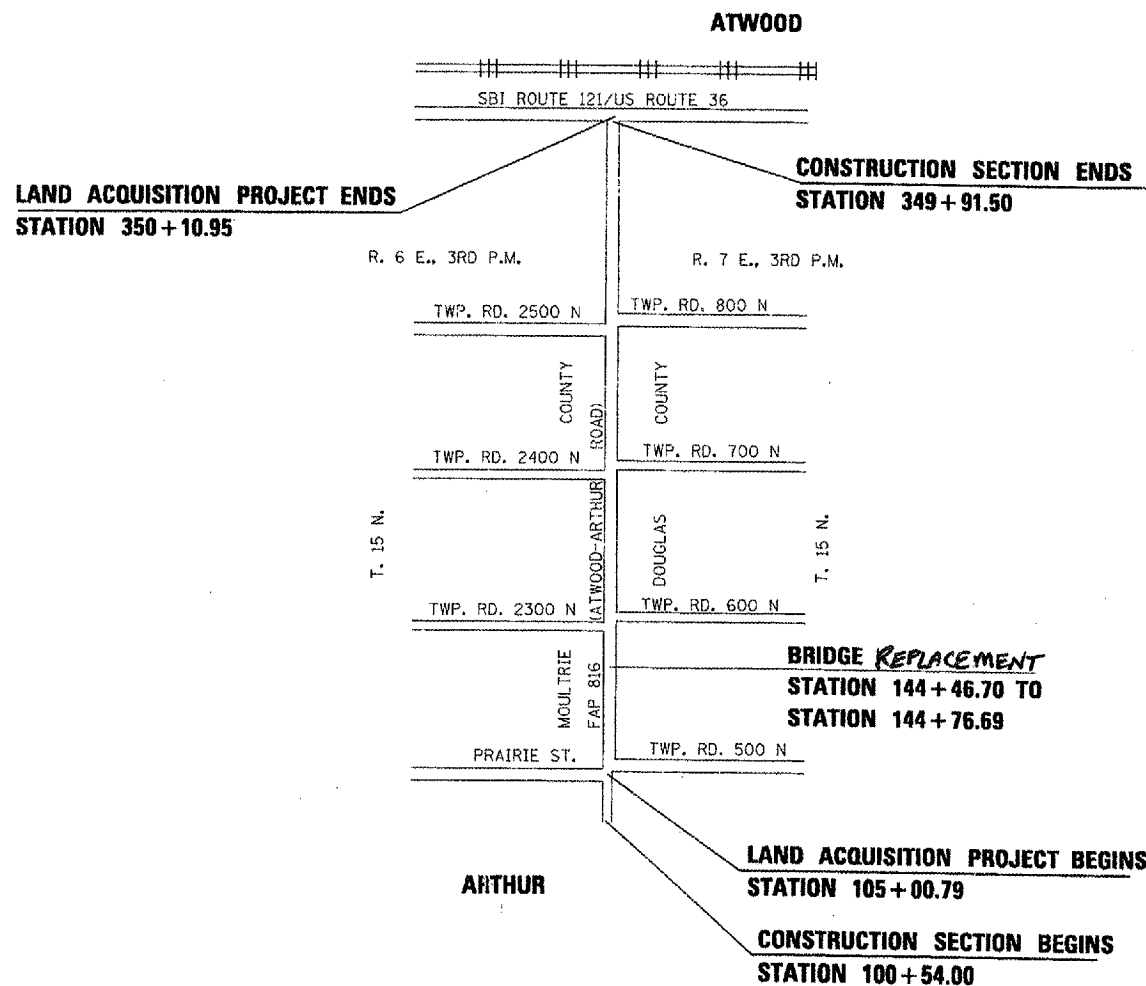 ATWOOD
SBI ROUTE 121/US ROUTE 36
LAND ACQUISITION PROJECT ENDS
STATION 350+10.95
CONSTRUCTION SECTION ENDS
STATION 349+91.50
R. 6 E., 3RD P.M.
R. 7 E., 3RD P.M.
TWP. RD. 2500 N
TWP. RD. 800 N
COUNTY
COUNTY
TWP. RD. 2400 N
TWP. RD. 700 N
(ATWOOD-ARTHUR ROAD)
T. 15 N.
T. 15 N.
DOUGLAS
TWP. RD. 2300 N
TWP. RD. 600 N
MOULTRIE
FAP 816
BRIDGE REPLACEMENT
STATION 144+46.70 TO
STATION 144+76.69
PRAIRIE ST.
TWP. RD. 500 N
LAND ACQUISITION PROJECT BEGINS
STATION 105+00.79
ARTHUR
CONSTRUCTION SECTION BEGINS
STATION 100+54.00